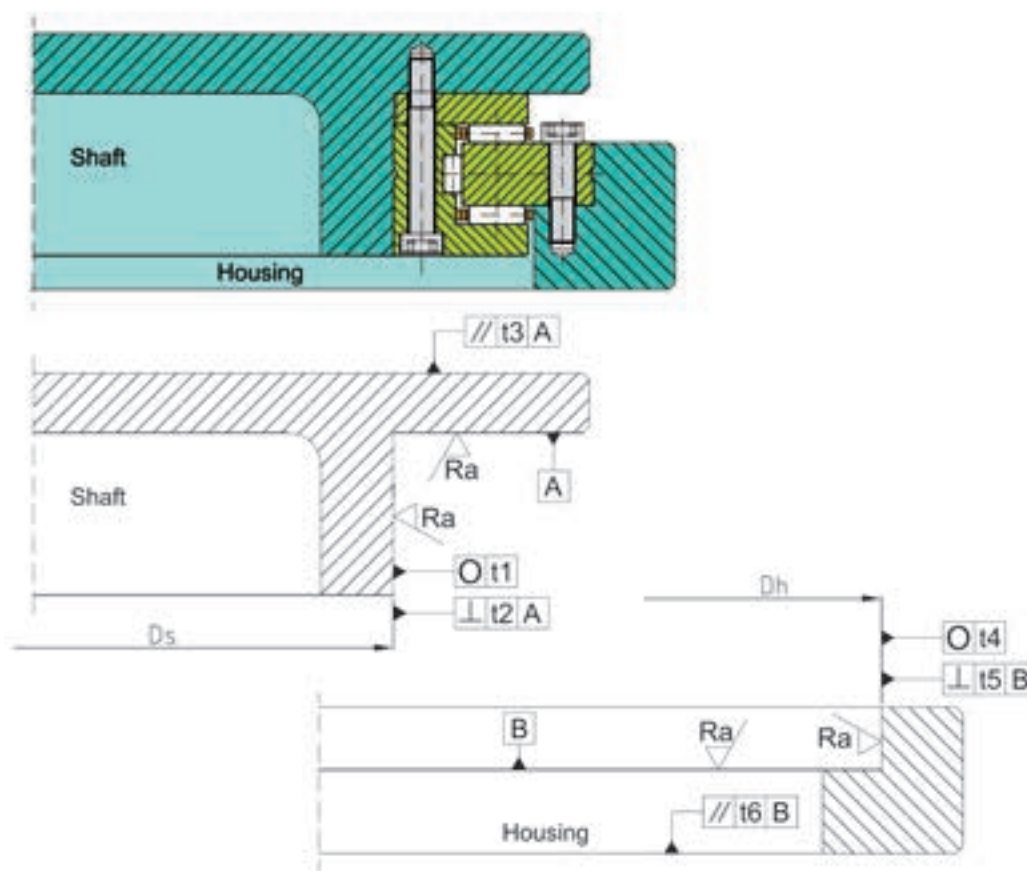 Shaft
Housing
// t3 A
Ra
A
Shaft
Ra
O t1
Dh
⊥ t2 A
Ds
O t4
⊥ t5 B
B
Ra
Ra
// t6 B
Housing